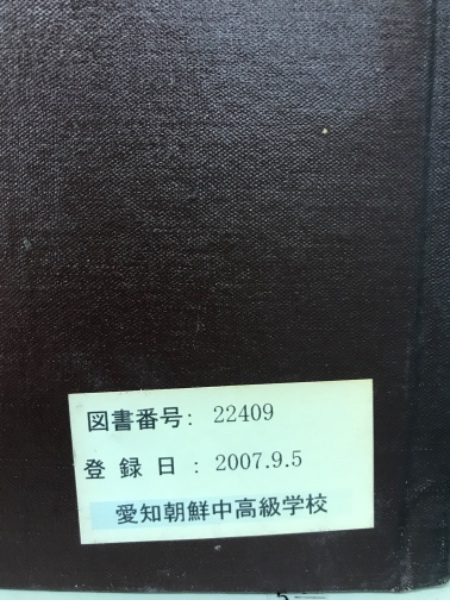 図書番号: 22409
登 録 日 : 2007.9.5
愛知朝鮮中高級学校